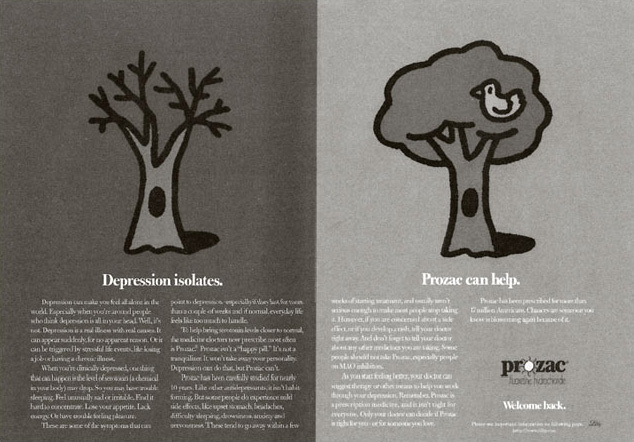 Depression isolates.
Depression can make you feel all alone in the
world. Especially when you're around people
who think depression is all in your head. Well, it's
not. Depression is a real illness with real causes. It
can appear suddenly, for no apparent reason. Or it
can be triggered by stressful life events, like losing
a job or having a chronic illness.
When you're clinically depressed, one thing
that can happen is the level of serotonin (a chemical
in your body) may drop. So you may have trouble
sleeping. Feel unusually sad or irritable. Find it
hard to concentrate. Lose your appetite. Lack
energy. Or have trouble feeling pleasure.
These are some of the symptoms that can
point to depression, especially if they last for more
than a couple of weeks and if normal, everyday life
feels like too much to handle.
To help bring serotonin levels closer to normal,
the medicine doctors now prescribe most often
is Prozac. Prozac isn't a "happy pill." It's not a
tranquilizer. It won't take away your personality.
Depression can do that, but Prozac can't.
Prozac has been carefully studied for nearly
10 years. Like other antidepressants, it isn't habit-
forming. But some people do experience mild
side effects, like upset stomach, headaches,
difficulty sleeping, drowsiness, anxiety and
nervousness. These tend to go away within a few
Prozac can help.
weeks of starting treatment, and usually aren't
serious enough to make most people stop taking
it. However, if you are concerned about a side
effect, or if you develop a rash, tell your doctor
right away. And don't forget to tell your doctor
about any other medicines you are taking. Some
people should not take Prozac, especially people
on MAO inhibitors.
As you start feeling better, your doctor can
suggest therapy or other means to help you work
through your depression. Remember, Prozac is
a prescription medicine, and it isn't right for
everyone. Only your doctor can decide if Prozac
is right for you - or for someone you love.
Prozac has been prescribed for more than
17 million Americans. Chances are someone you
know is blossoming again because of it.
prozac
fluoxetine hydrochloride
Welcome back.
Please see important information on following page.
Lilly